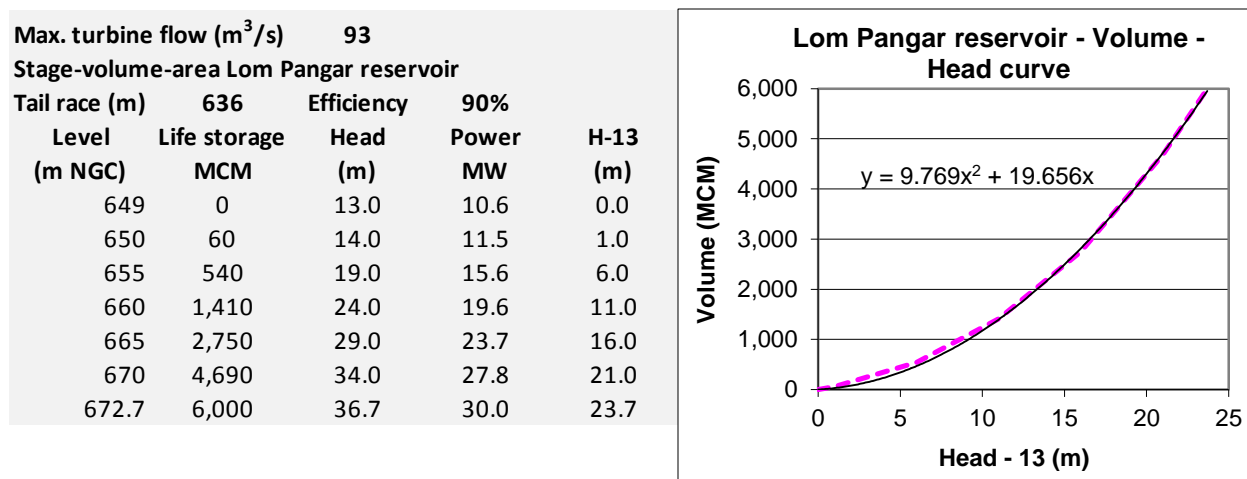 Max. turbine flow (m³/s) 93
Stage-volume-area Lom Pangar reservoir
Tail race (m) 636 Efficiency 90%
Level Life storage Head Power H-13
(m NGC) MCM (m) MW (m)
649 0 13.0 10.6 0.0
650 60 14.0 11.5 1.0
655 540 19.0 15.6 6.0
660 1,410 24.0 19.6 11.0
665 2,750 29.0 23.7 16.0
670 4,690 34.0 27.8 21.0
672.7 6,000 36.7 30.0 23.7
Lom Pangar reservoir - Volume -
Head curve
Volume (MCM)
6,000
5,000
4,000
3,000
2,000
1,000
0
y = 9.769x² + 19.656x
0 5 10 15 20 25
Head - 13 (m)